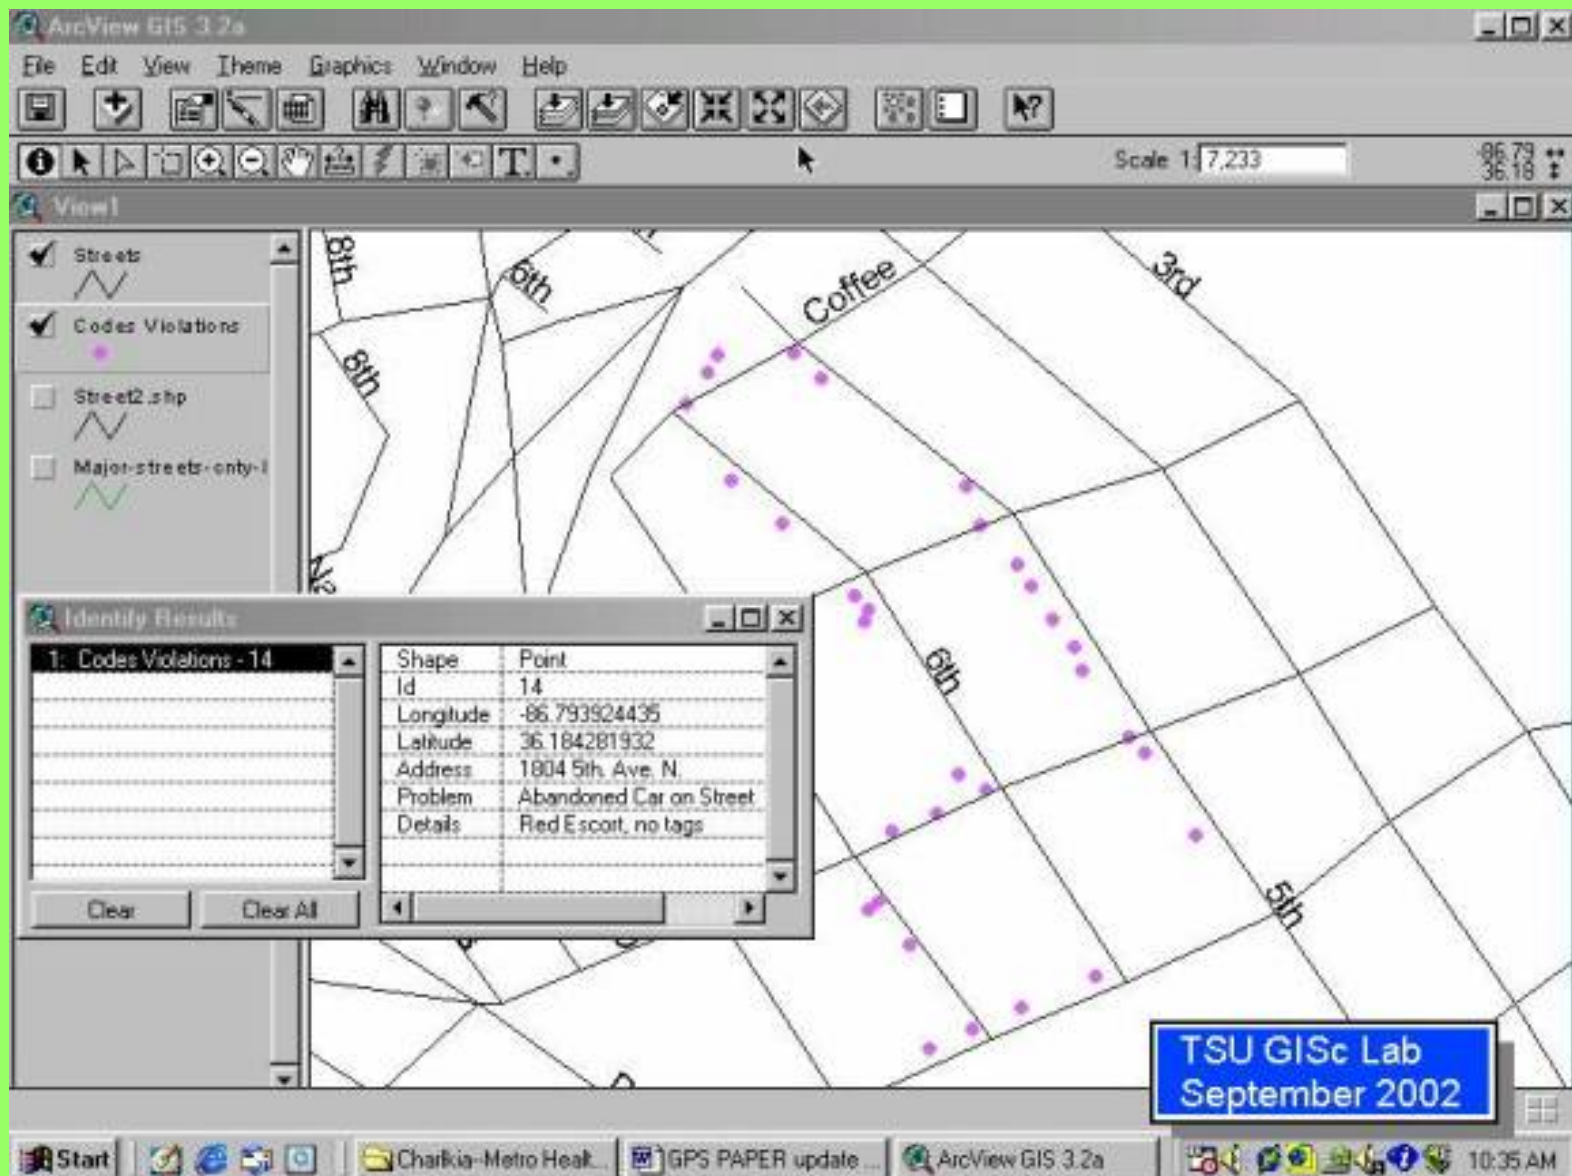 ArcView GIS 3.2a
File Edit View Theme Graphics Window Help
Scale 1: 7,233
-86.79
36.18
View1
Streets
Codes Violations
Street2.shp
Major-streets-cnty-l
8th
6th
Coffee
3rd
8th
6th
5th
Identify Results
1: Codes Violations - 14
Shape Point
Id 14
Longitude -86.793924435
Latitude 36.184281932
Address 1804 5th. Ave. N.
Problem Abandoned Car on Street
Details Red Escort, no tags
Clear Clear All
TSU GISc Lab
September 2002
Start
Charlkia--Metro Healt...
GPS PAPER update ...
ArcView GIS 3.2a
10:35 AM